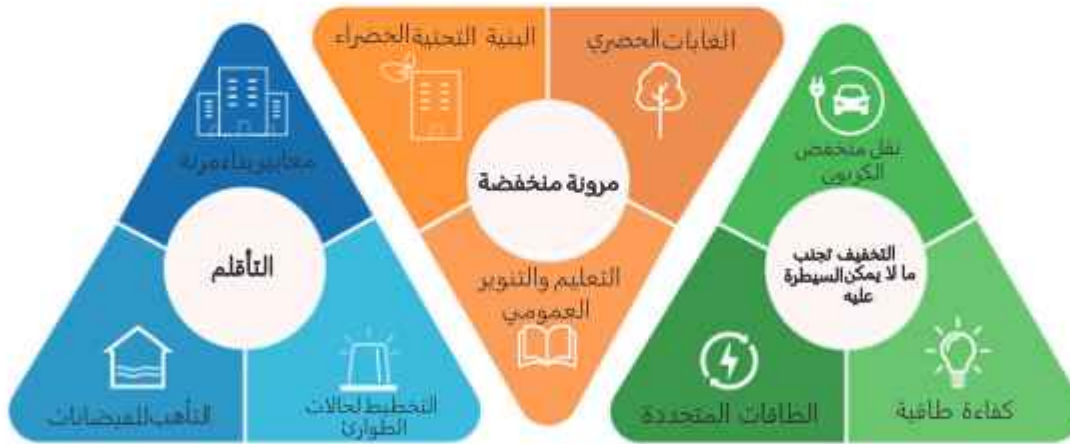 معايير بناء مرنة
التأقلم
التأهب للفيضانات
التخطيط لحالات
الطوارئ
البنية التحتية الخضراء
الغابات الحضري
مرونة منخفضة
التعليم والتنوير
العمومي
نقل منخفض
الكربون
التخفيف تجنب
ما لا يمكن السيطرة
عليه
الطاقات المتجددة
كفاءة طاقية